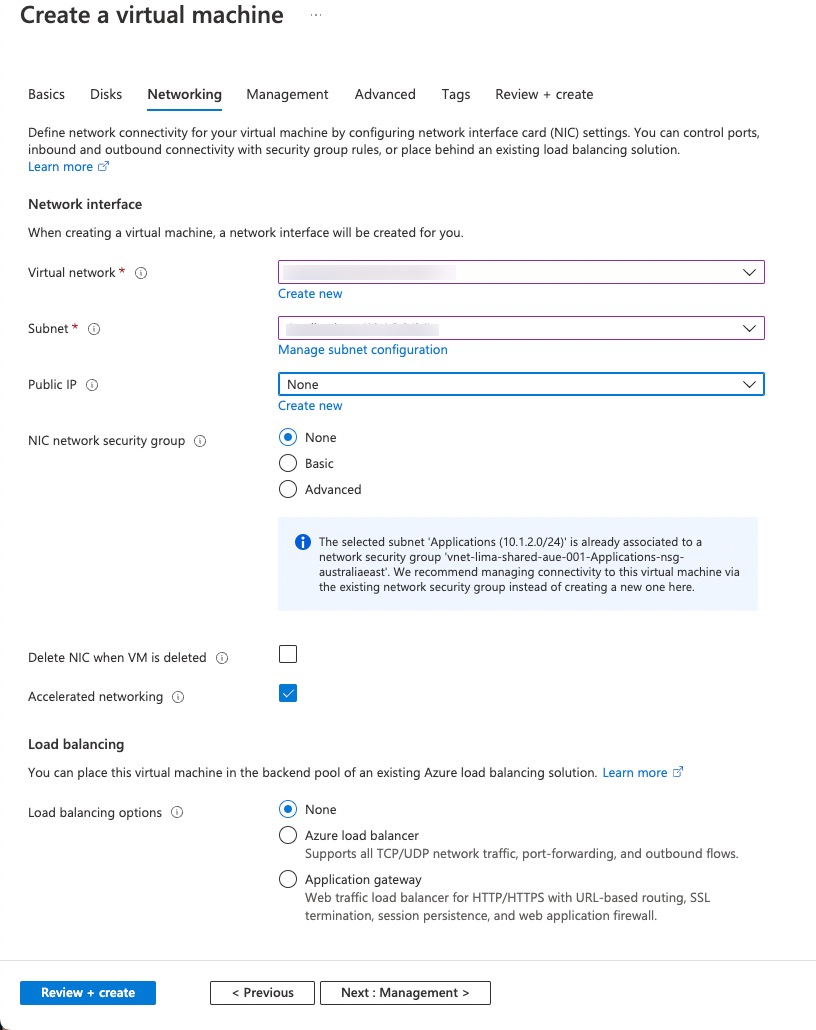 Create a virtual machine ...
Basics Disks Networking Management Advanced Tags Review + create
Define network connectivity for your virtual machine by configuring network interface card (NIC) settings. You can control ports,
inbound and outbound connectivity with security group rules, or place behind an existing load balancing solution.
Learn more
Network interface
When creating a virtual machine, a network interface will be created for you.
Virtual network *
Create new
Subnet *
Manage subnet configuration
Public IP
None
Create new
NIC network security group
None
Basic
Advanced
The selected subnet 'Applications (10.1.2.0/24)' is already associated to a
network security group 'vnet-lima-shared-aue-001-Applications-nsg-
australiaeast'. We recommend managing connectivity to this virtual machine via
the existing network security group instead of creating a new one here.
Delete NIC when VM is deleted
Accelerated networking
Load balancing
You can place this virtual machine in the backend pool of an existing Azure load balancing solution. Learn more
Load balancing options
None
Azure load balancer
Supports all TCP/UDP network traffic, port-forwarding, and outbound flows.
Application gateway
Web traffic load balancer for HTTP/HTTPS with URL-based routing, SSL
termination, session persistence, and web application firewall.
Review + create
< Previous
Next : Management >